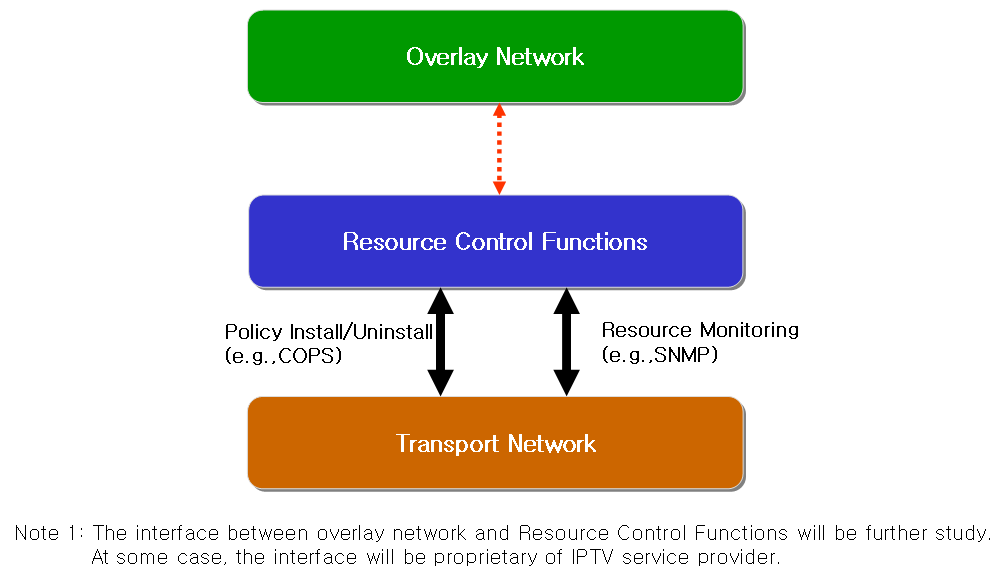 Overlay Network
Resource Control Functions
Policy Install/Uninstall
(e.g.,COPS)
Resource Monitoring
(e.g.,SNMP)
Transport Network
Note 1: The interface between overlay network and Resource Control Functions will be further study.
At some case, the interface will be proprietary of IPTV service provider.